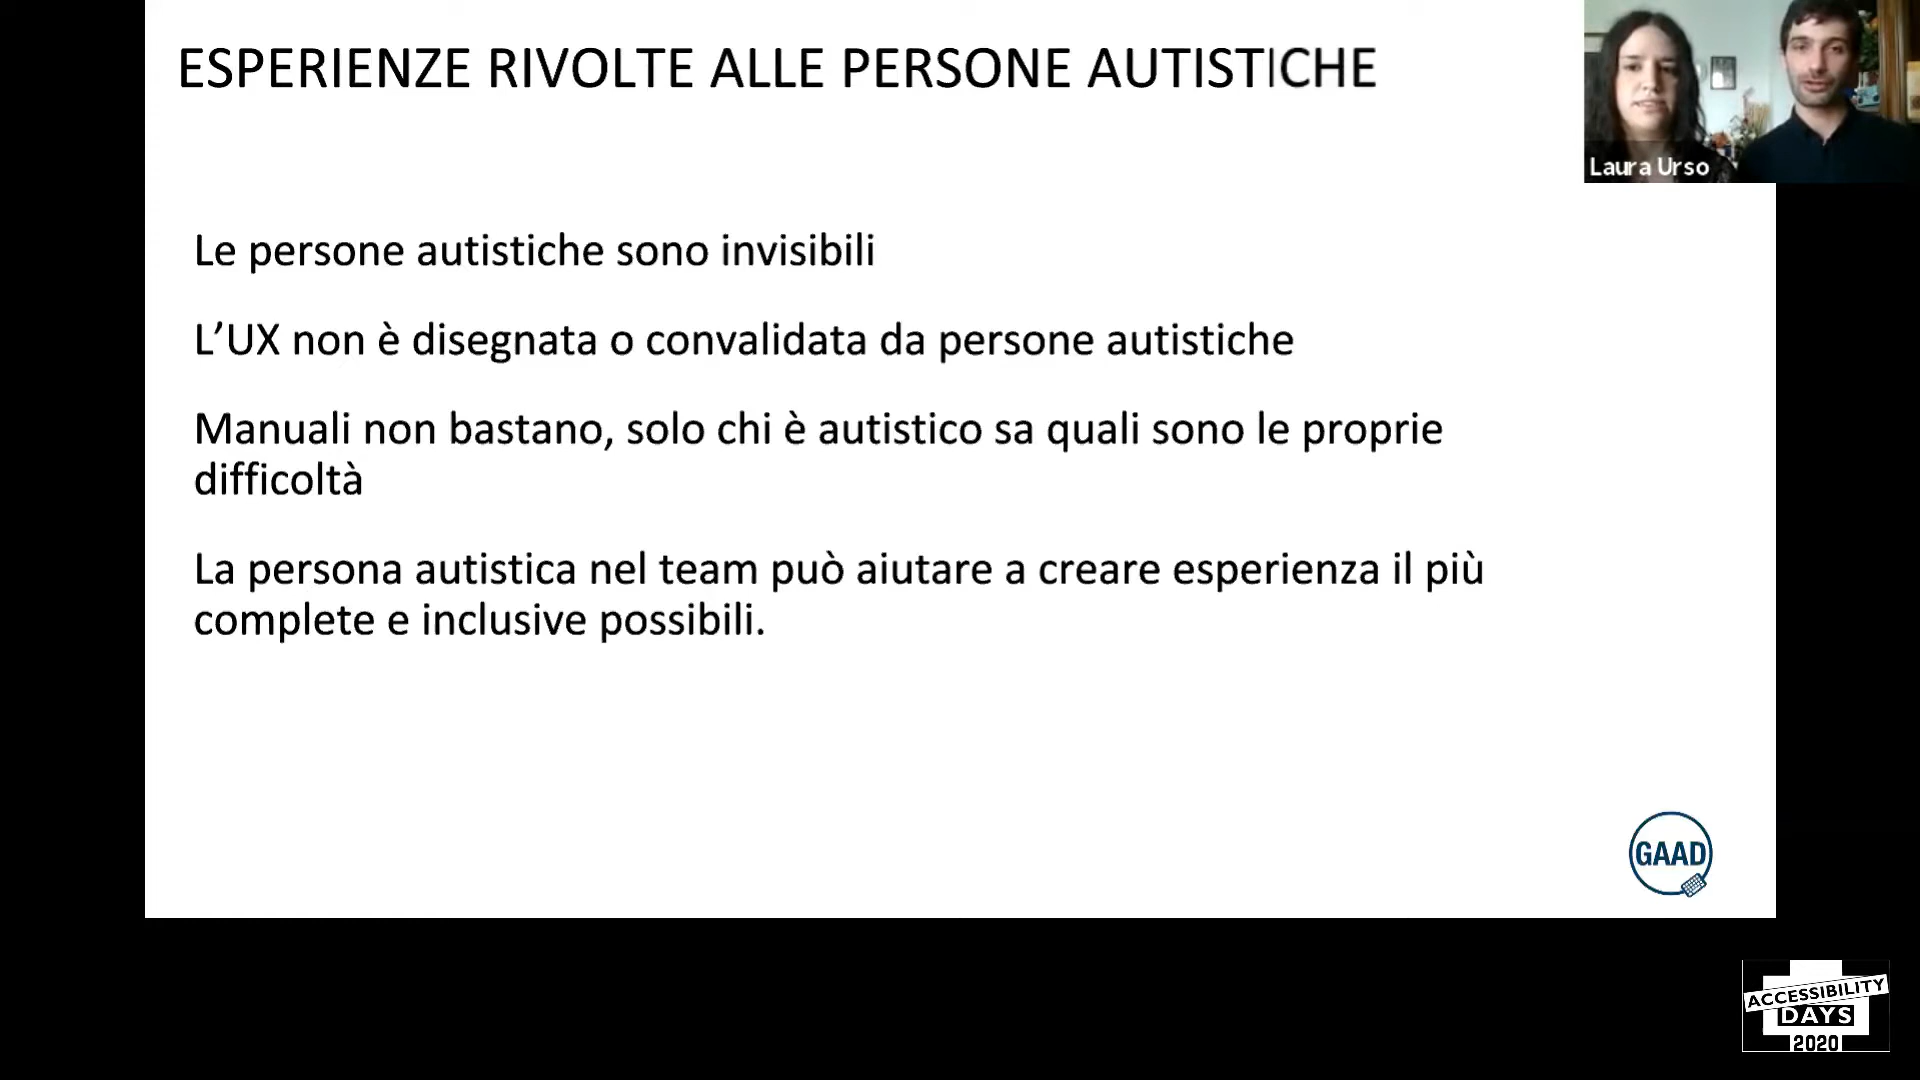 ESPERIENZE RIVOLTE ALLE PERSONE AUTISTICHE
Laura Urso
Le persone autistiche sono invisibili
L’UX non è disegnata o convalidata da persone autistiche
Manuali non bastano, solo chi è autistico sa quali sono le proprie
difficoltà
La persona autistica nel team può aiutare a creare esperienza il più
complete e inclusive possibili.
GAAD
ACCESSIBILITY
DAYS
2020